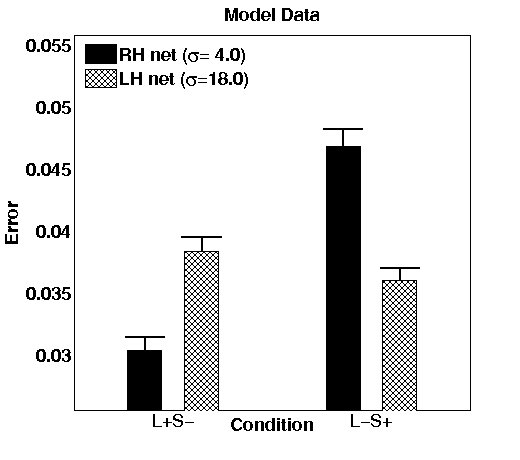 Model Data
0.055
RH net (σ= 4.0)
LH net (σ=18.0)
0.05
0.045
0.04
Error
0.035
0.03
L+S−
L−S+
Condition